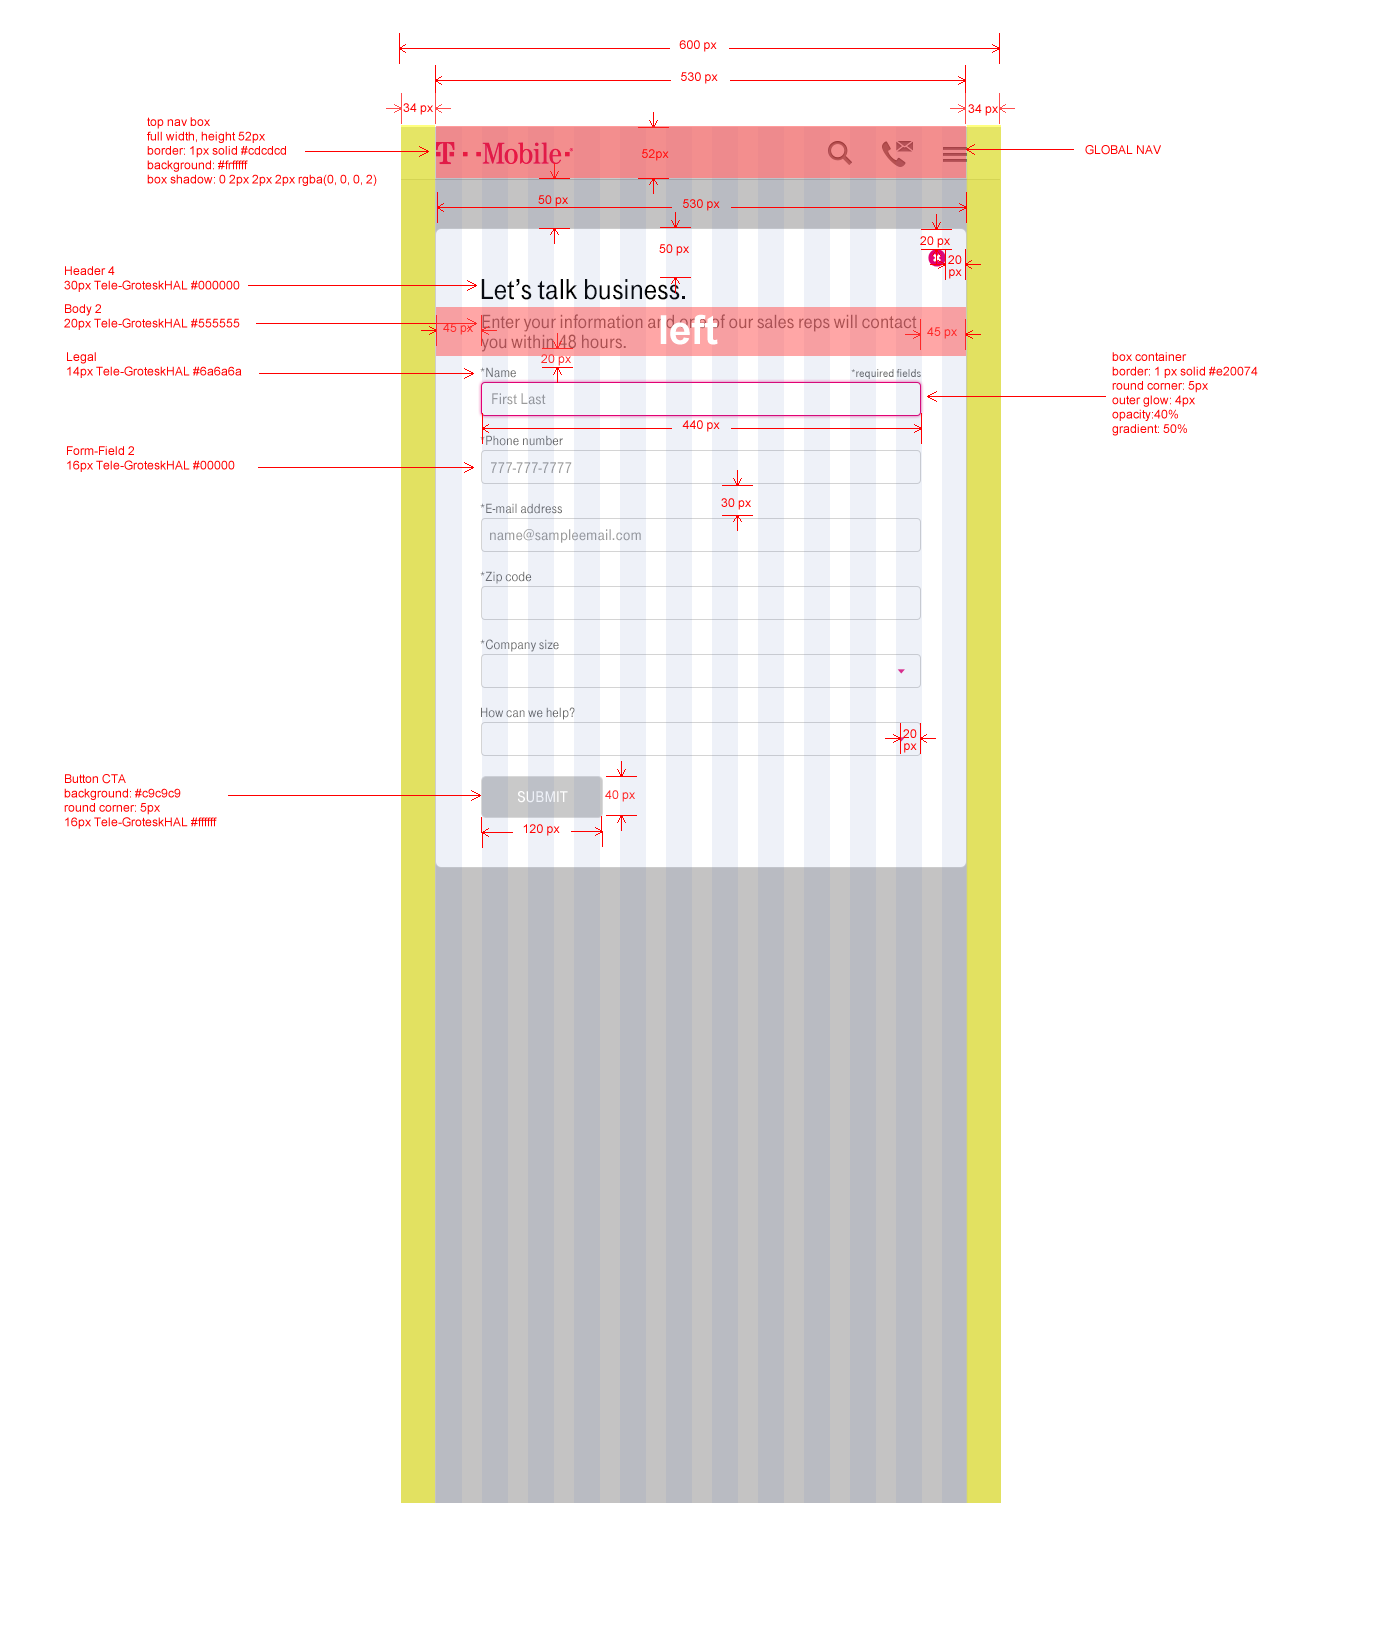 600 px
530 px
34 px
34 px
top nav box
full width, height 52px
border: 1px solid #cdcdcd
background: #frfffff
box shadow: 0 2px 2px 2px rgba(0, 0, 0, 2)
T Mobile
52px
GLOBAL NAV
50 px
530 px
50 px
20 px
20
px
Header 4
30px Tele-GroteskHAL #000000
Let's talk business.
Body 2
20px Tele-GroteskHAL #555555
45 px
Enter your information and one of our sales reps will contact
you within 48 hours.
left
45 px
20 px
Legal
14px Tele-GroteskHAL #6a6a6a
*Name
*required fields
box container
border: 1 px solid #e20074
round corner: 5px
outer glow: 4px
opacity:40%
gradient: 50%
First Last
440 px
*Phone number
Form-Field 2
16px Tele-GroteskHAL #00000
777-777-7777
30 px
*E-mail address
name@sampleemail.com
*Zip code
*Company size
How can we help?
20
px
Button CTA
background: #c9c9c9
round corner: 5px
16px Tele-GroteskHAL #ffffff
SUBMIT
40 px
120 px